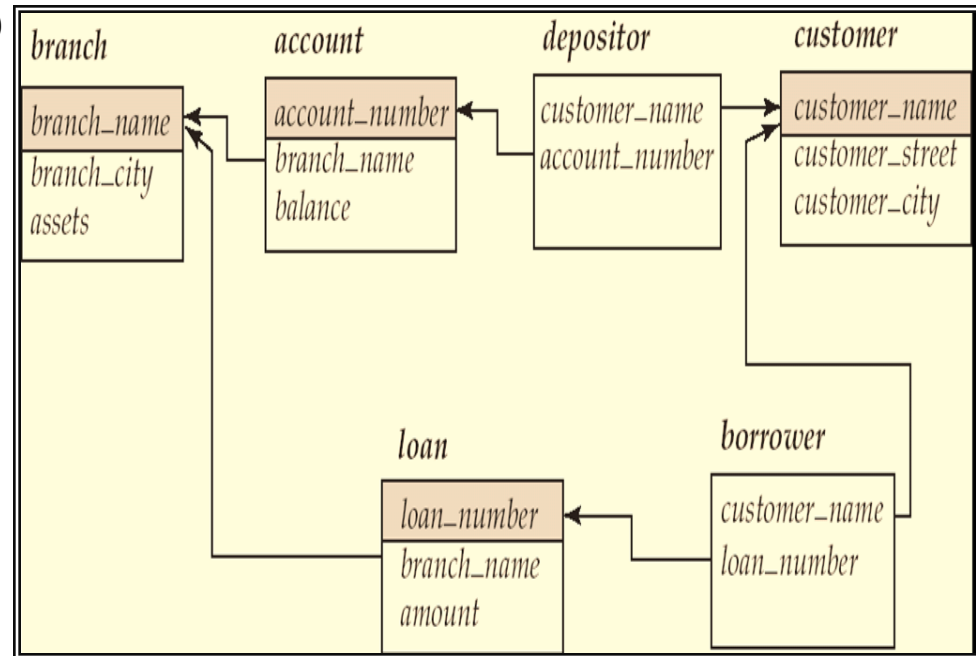 )
branch
branch_name
branch_city
assets
account
account_number
branch_name
balance
depositor
customer_name
account_number
customer
customer_name
customer_street
customer_city
loan
loan_number
branch_name
amount
borrower
customer_name
loan_number